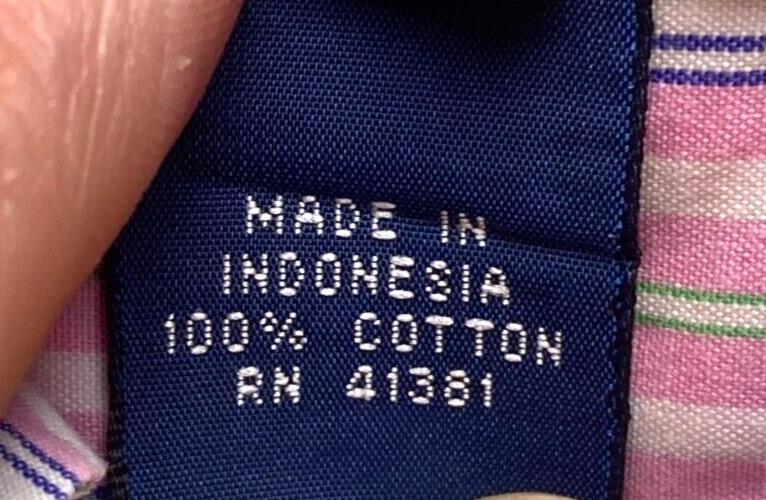 MADE IN
INDONESIA
100% COTTON
RN 41381